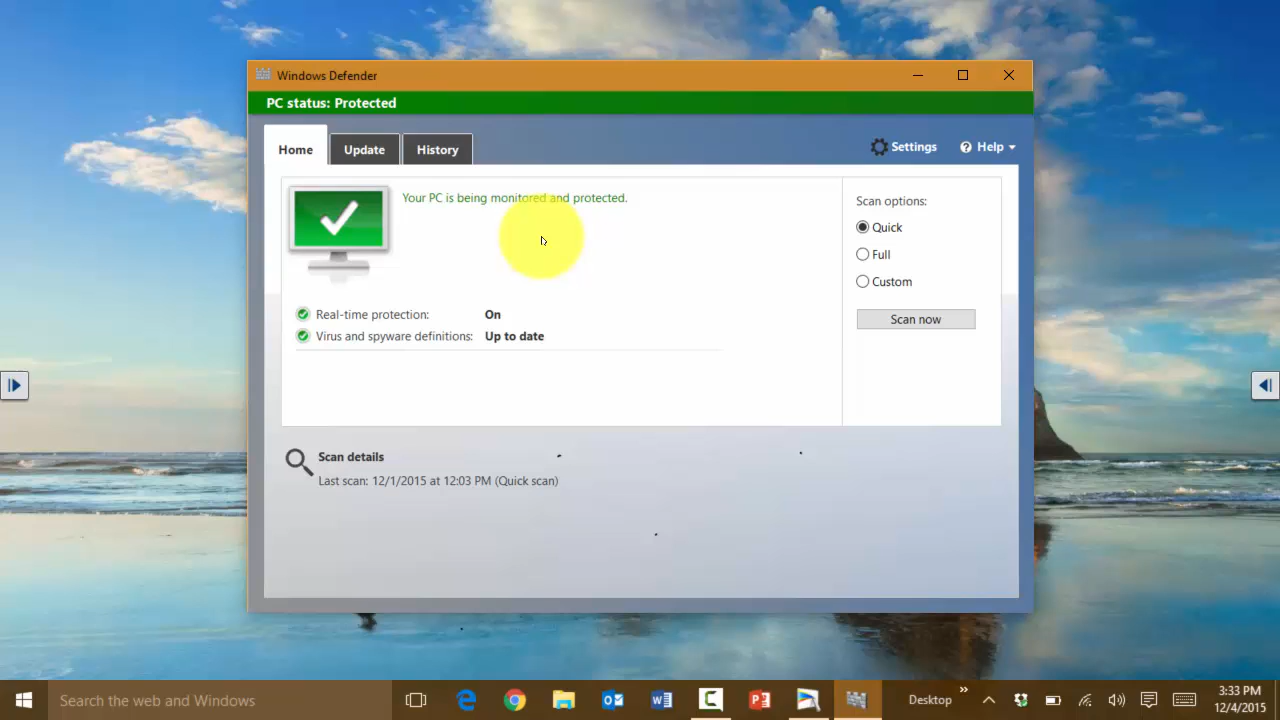 Windows Defender
PC status: Protected
Home
Update
History
Settings
Help
Your PC is being monitored and protected.
Scan options:
Quick
Full
Custom
Scan now
Real-time protection: On
Virus and spyware definitions: Up to date
Scan details
Last scan: 12/1/2015 at 12:03 PM (Quick scan)
Search the web and Windows
Desktop
3:33 PM
12/4/2015